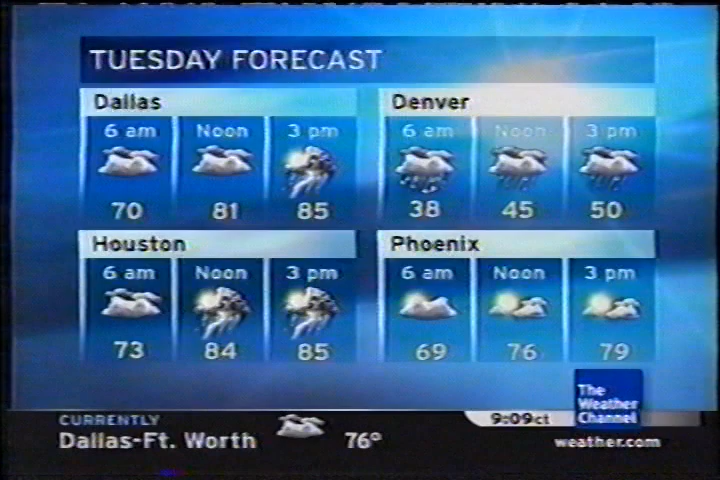 TUESDAY FORECAST
Dallas
6 am Noon 3 pm
70 81 85
Denver
6 am Noon 3 pm
38 45 50
Houston
6 am Noon 3 pm
73 84 85
Phoenix
6 am Noon 3 pm
69 76 79
The
Weather
Channel
CURRENTLY
9:09ct
Dallas-Ft. Worth 76°
weather.com